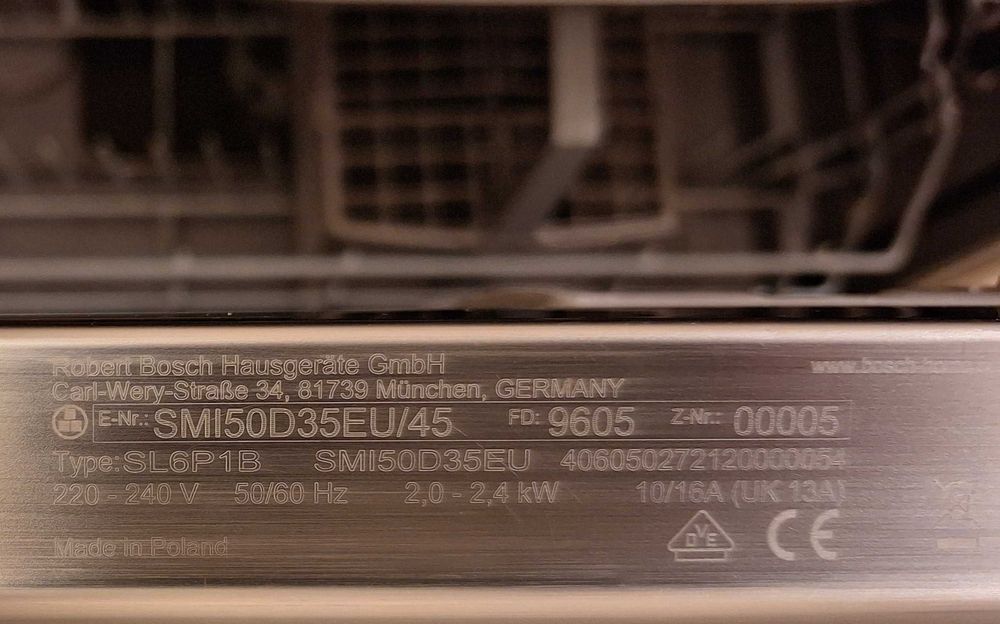 Robert Bosch Hausgeräte GmbH
Carl-Wery-Straße 34, 81739 München, GERMANY
E-Nr.: SMI50D35EU/45 FD: 9605 Z-Nr.: 00005
Type: SL6P1B SMI50D35EU 406050272120000054
220 - 240 V 50/60 Hz 2,0 - 2,4 kW 10/16A (UK 13A)
DVE CE
Made in Poland